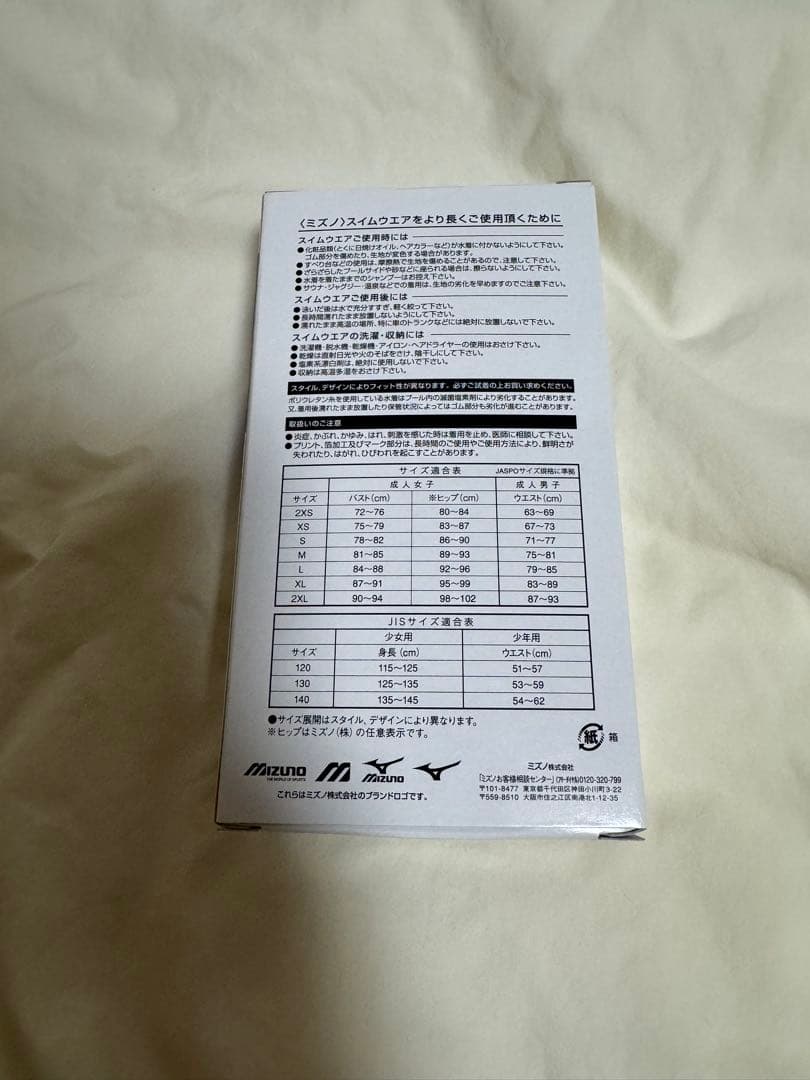 〈ミズノ〉スイムウエアをより長くご使用頂くために
スイムウエアご使用時には
●化粧品類(とくに日焼けオイル、ヘアカラーなど)が水着に付かないようにして下さい。
ゴム部分を傷めたり、生地が変色する場合があります。
●すべり台などの使用は、摩擦熱で生地を傷めることがあるので、注意して下さい。
●ざらざらしたプールサイドや砂などに座られる場合は、擦らないようにして下さい。
●水着を着たままでのシャンプーはお控え下さい。
●サウナ・ジャグジー・温泉などでの着用は、生地の劣化を早めますのでご注意下さい。
スイムウエアご使用後には
●泳いだ後は水で充分すすぎ、軽く絞って下さい。
●長時間濡れたまま放置しないようにして下さい。
●濡れたまま高温の場所、特に車のトランクなどには絶対に放置しないで下さい。
スイムウエアの洗濯・収納には
●洗濯機・脱水機・乾燥機・アイロン・ヘアドライヤーの使用はおさけ下さい。
●乾燥は直射日光や火のそばをさけ、陰干しにして下さい。
●塩素系漂白剤は、絶対に使用しないで下さい。
●収納は高温多湿をおさけ下さい。
スタイル、デザインによりフィット性が異なります。必ずご試着の上お買い求めください。
ポリウレタン糸を使用している水着はプール内の滅菌塩素剤により劣化することがあります。
又、着用後濡れたまま放置したり保管状況によってはゴム部分も劣化が進むことがあります。
取扱いのご注意
●炎症、かぶれ、かゆみ、はれ、刺激を感じた時は着用を止め、医師に相談して下さい。
●プリント、箔加工及びマーク部分は、長時間のご使用やご使用方法により、鮮明さが
失われたり、はがれ、ひびわれを起こすことがあります。
サイズ適合表 JASPOサイズ規格に準拠
成人女子 成人男子
サイズ バスト(cm) ※ヒップ(cm) ウエスト(cm)
2XS 72〜76 80〜84 63〜69
XS 75〜79 83〜87 67〜73
S 78〜82 86〜90 71〜77
M 81〜85 89〜93 75〜81
L 84〜88 92〜96 79〜85
XL 87〜91 95〜99 83〜89
2XL 90〜94 98〜102 87〜93
JISサイズ適合表
少女用 少年用
サイズ 身長(cm) ウエスト(cm)
120 115〜125 51〜57
130 125〜135 53〜59
140 135〜145 54〜62
●サイズ展開はスタイル、デザインにより異なります。
※ヒップはミズノ(株)の任意表示です。
紙 箱
MIZUNO
THE WORLD OF SPORTS
MIZUNO
これらはミズノ株式会社のブランドロゴです。
ミズノ株式会社
「ミズノお客様相談センター」(フリーダイヤル)0120-320-799
〒101-8477 東京都千代田区神田小川町3-22
〒559-8510 大阪市住之江区南港北1-12-35